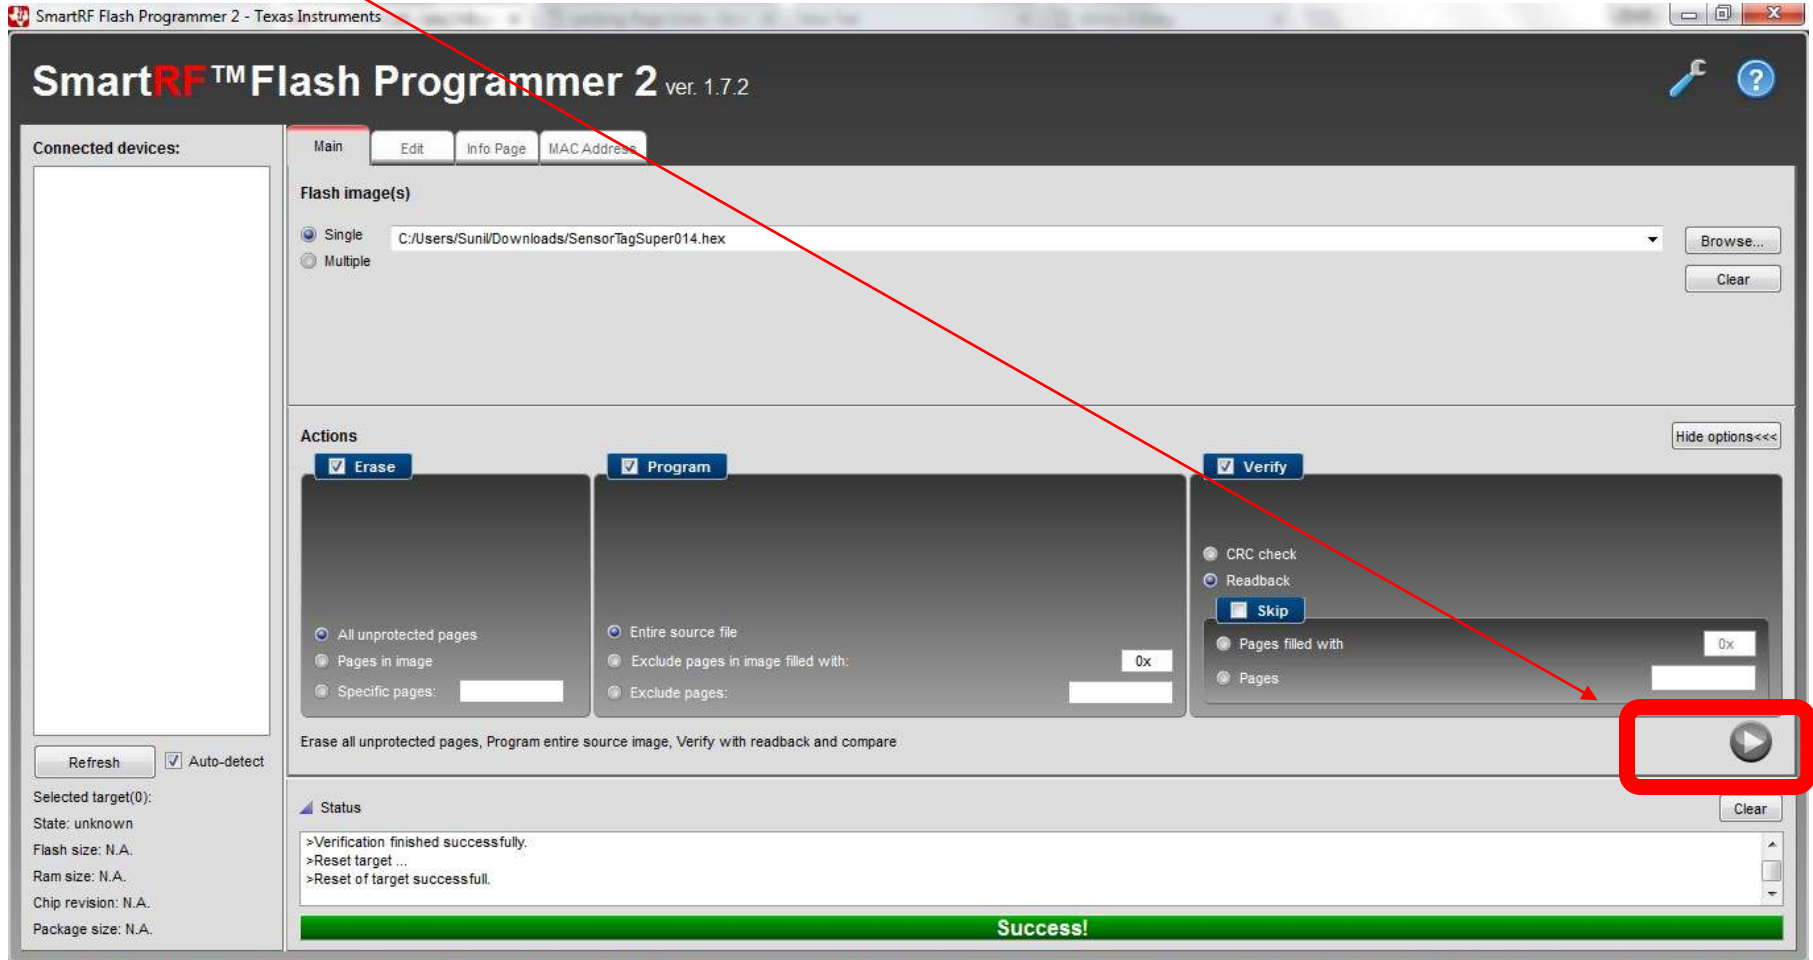 SmartRF Flash Programmer 2 - Texas Instruments
SmartRF™Flash Programmer 2 ver. 1.7.2
Connected devices:
Main Edit Info Page MAC Address
Flash image(s)
Single C:/Users/Sunil/Downloads/SensorTagSuper014.hex Browse...
Multiple
Clear
Actions
Hide options<<<
Erase Program Verify
CRC check
Readback
Skip
All unprotected pages Entire source file Pages filled with 0x
Pages in image Exclude pages in image filled with: 0x
Specific pages: Exclude pages: Pages
Erase all unprotected pages, Program entire source image, Verify with readback and compare
Refresh Auto-detect
Selected target(0):
State: unknown
Flash size: N.A.
Ram size: N.A.
Chip revision: N.A.
Package size: N.A.
Status Clear
>Verification finished successfully.
>Reset target ...
>Reset of target successfull.
Success!